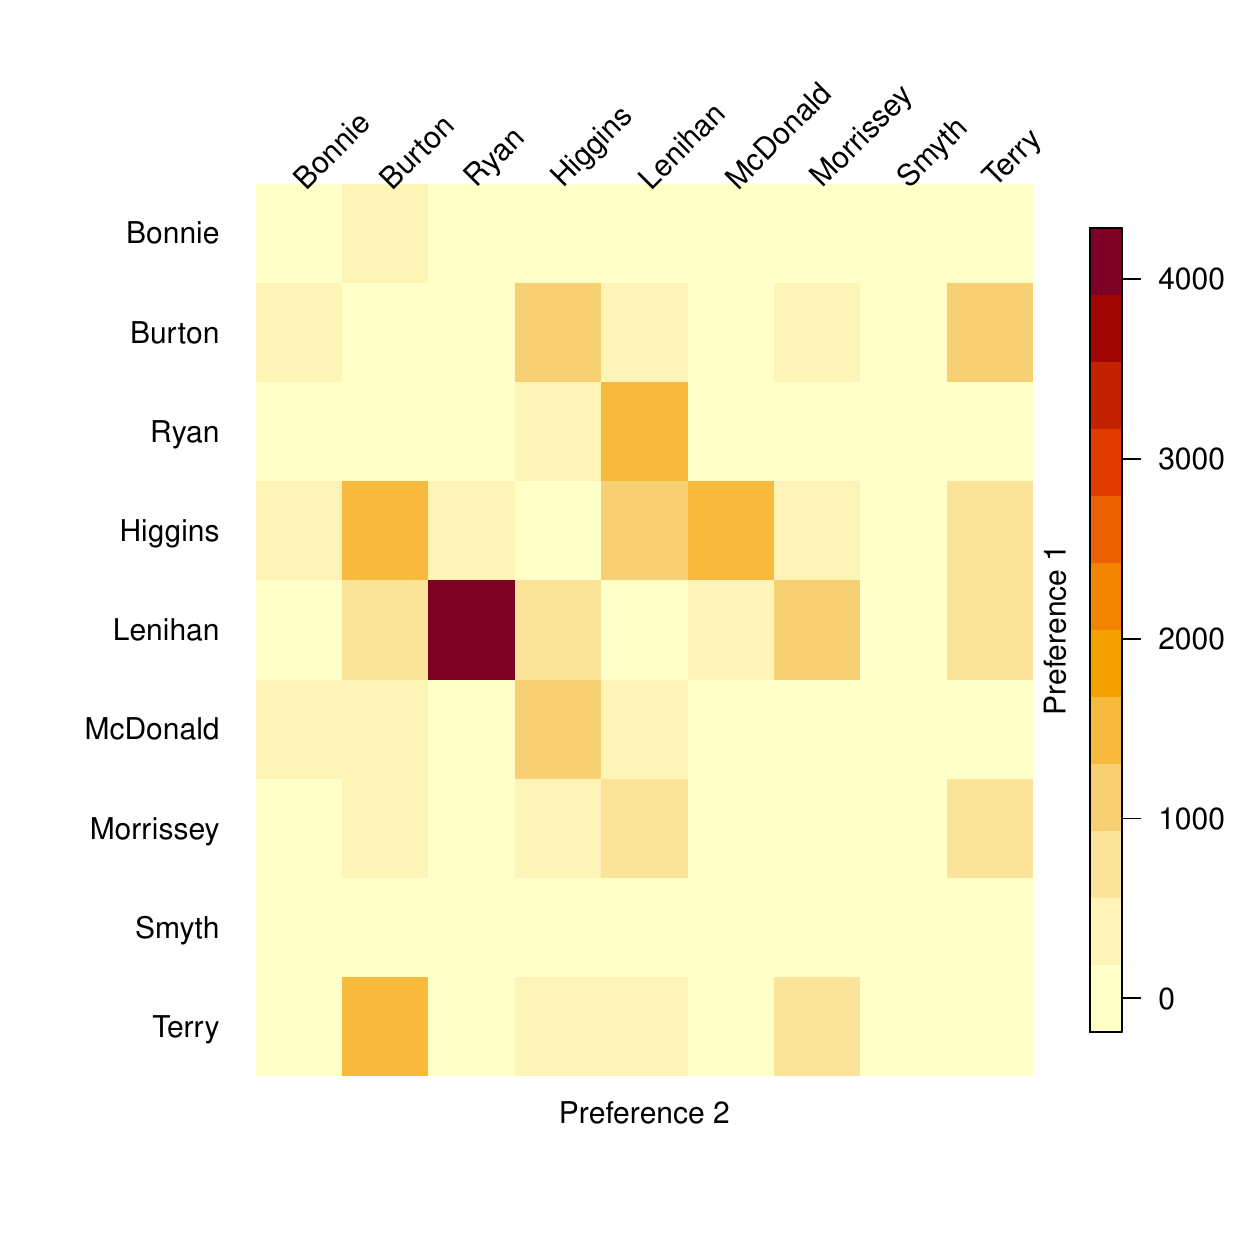 Bonnie
Burton
Ryan
Higgins
Lenihan
McDonald
Morrissey
Smyth
Terry
Bonnie
Burton
Ryan
Higgins
Lenihan
McDonald
Morrissey
Smyth
Terry
Preference 2
Preference 1
4000
3000
2000
1000
0